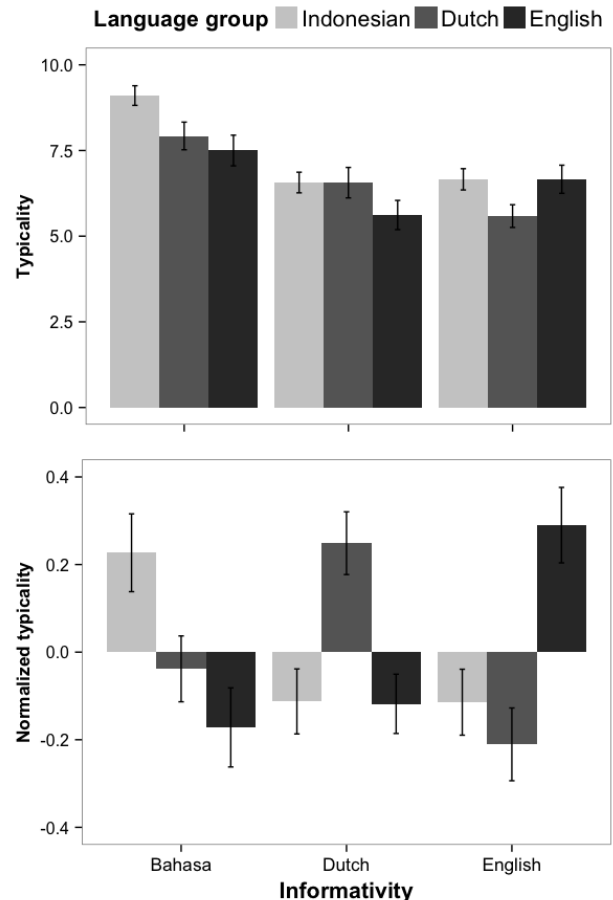 Language group Indonesian Dutch English
Typicality
10.0
7.5
5.0
2.5
0.0
Normalized typicality
0.4
0.2
0.0
-0.2
-0.4
Bahasa Dutch English
Informativity